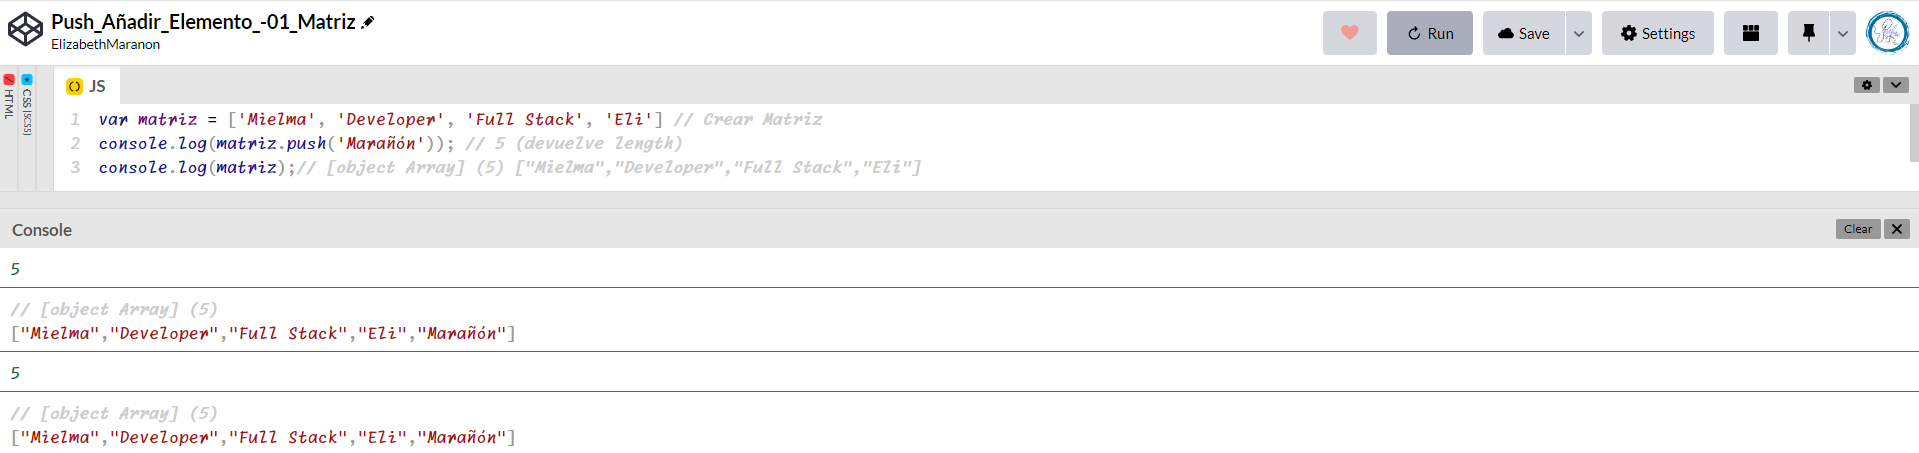 Push_Añadir_Elemento_-01_Matriz
ElizabethMaranon
Run
Save
Settings
HTML
CSS (SCSS)
JS
1 var matriz = ['Mielma', 'Developer', 'Full Stack', 'Eli'] // Crear Matriz
2 console.log(matriz.push('Marañón')); // 5 (devuelve length)
3 console.log(matriz);// [object Array] (5) ["Mielma","Developer","Full Stack","Eli"]
Console
Clear
5
// [object Array] (5)
["Mielma","Developer","Full Stack","Eli","Marañón"]
5
// [object Array] (5)
["Mielma","Developer","Full Stack","Eli","Marañón"]